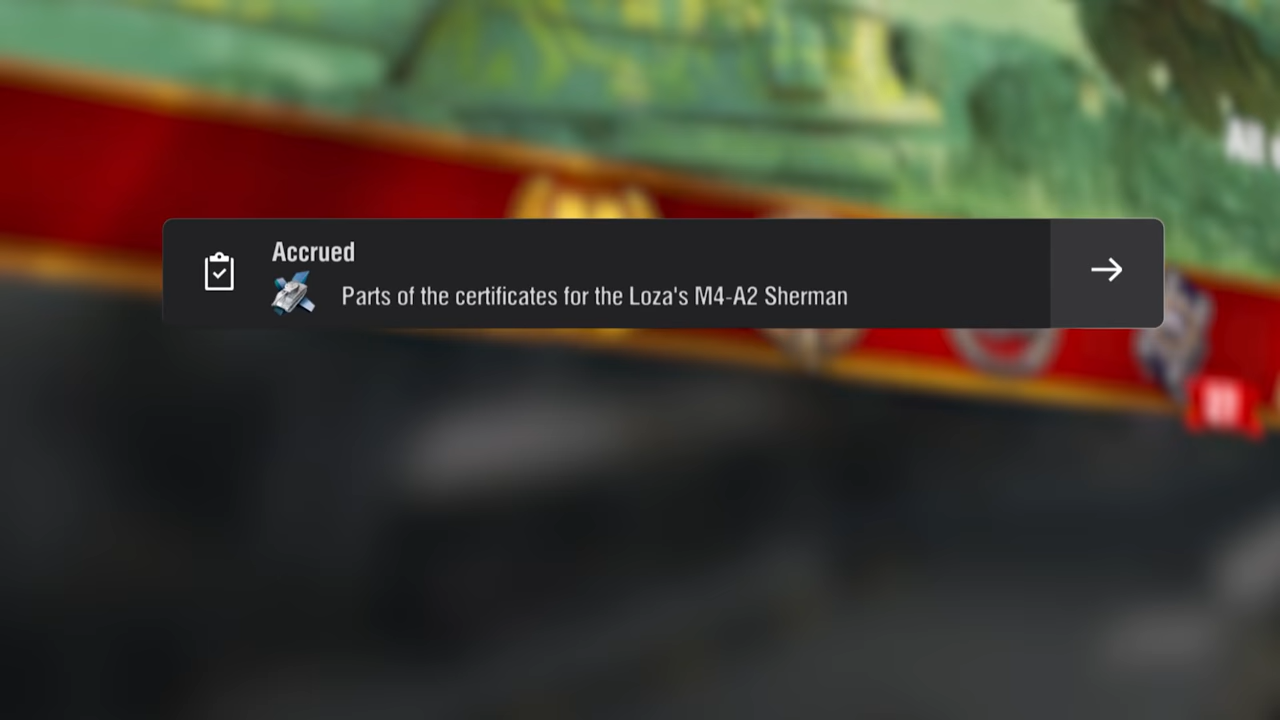 Accrued
Parts of the certificates for the Loza's M4-A2 Sherman